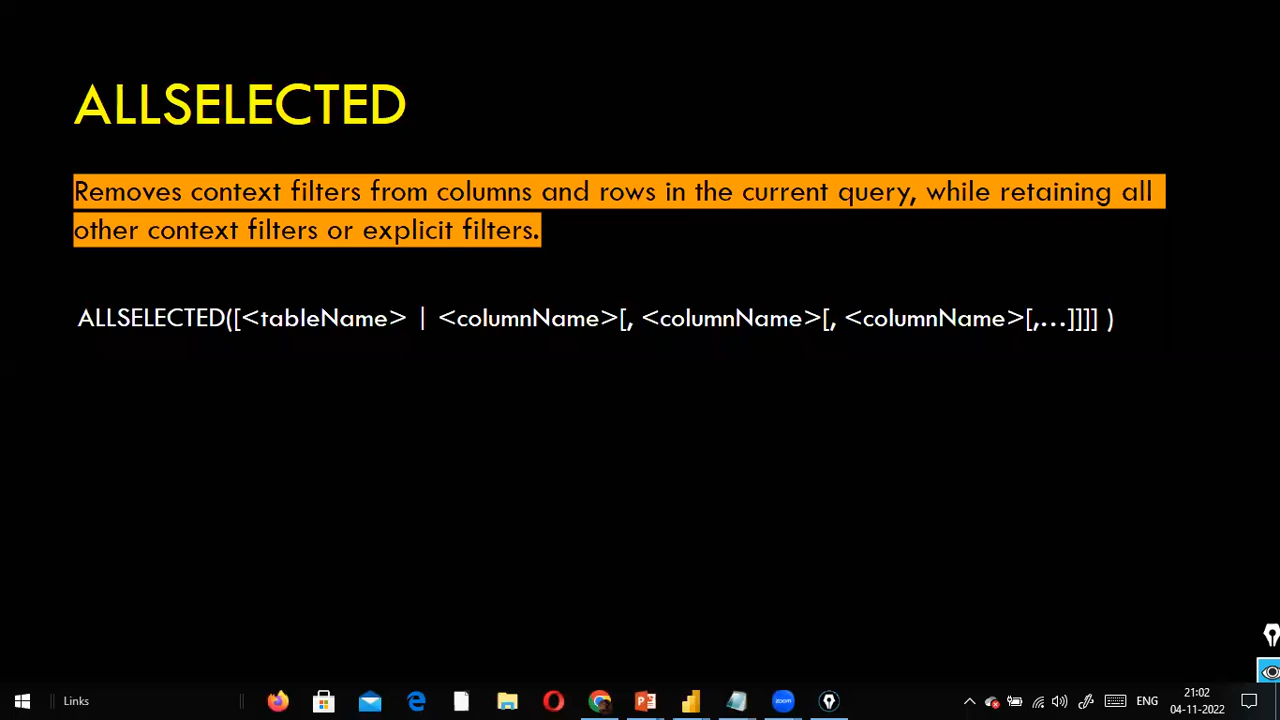 ALLSELECTED
Removes context filters from columns and rows in the current query, while retaining all
other context filters or explicit filters.
ALLSELECTED([<tableName> | <columnName>[, <columnName>[, <columnName>[,...]]]] )
Links
ENG
21:02
04-11-2022